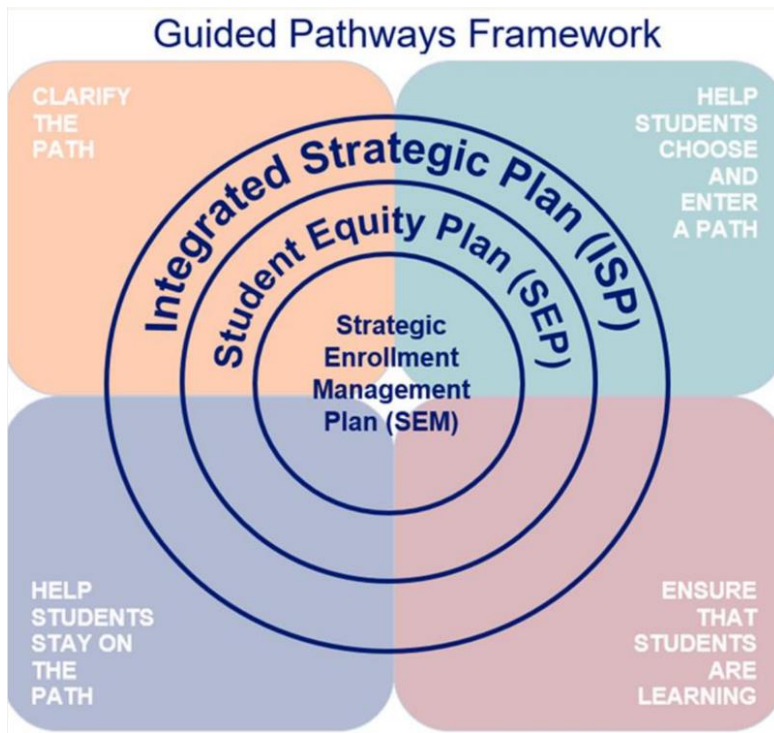 Guided Pathways Framework
CLARIFY
THE
PATH
HELP
STUDENTS
CHOOSE
AND
ENTER
A PATH
Integrated Strategic Plan (ISP)
Student Equity Plan (SEP)
Strategic
Enrollment
Management
Plan (SEM)
HELP
STUDENTS
STAY ON
THE
PATH
ENSURE
THAT
STUDENTS
ARE
LEARNING